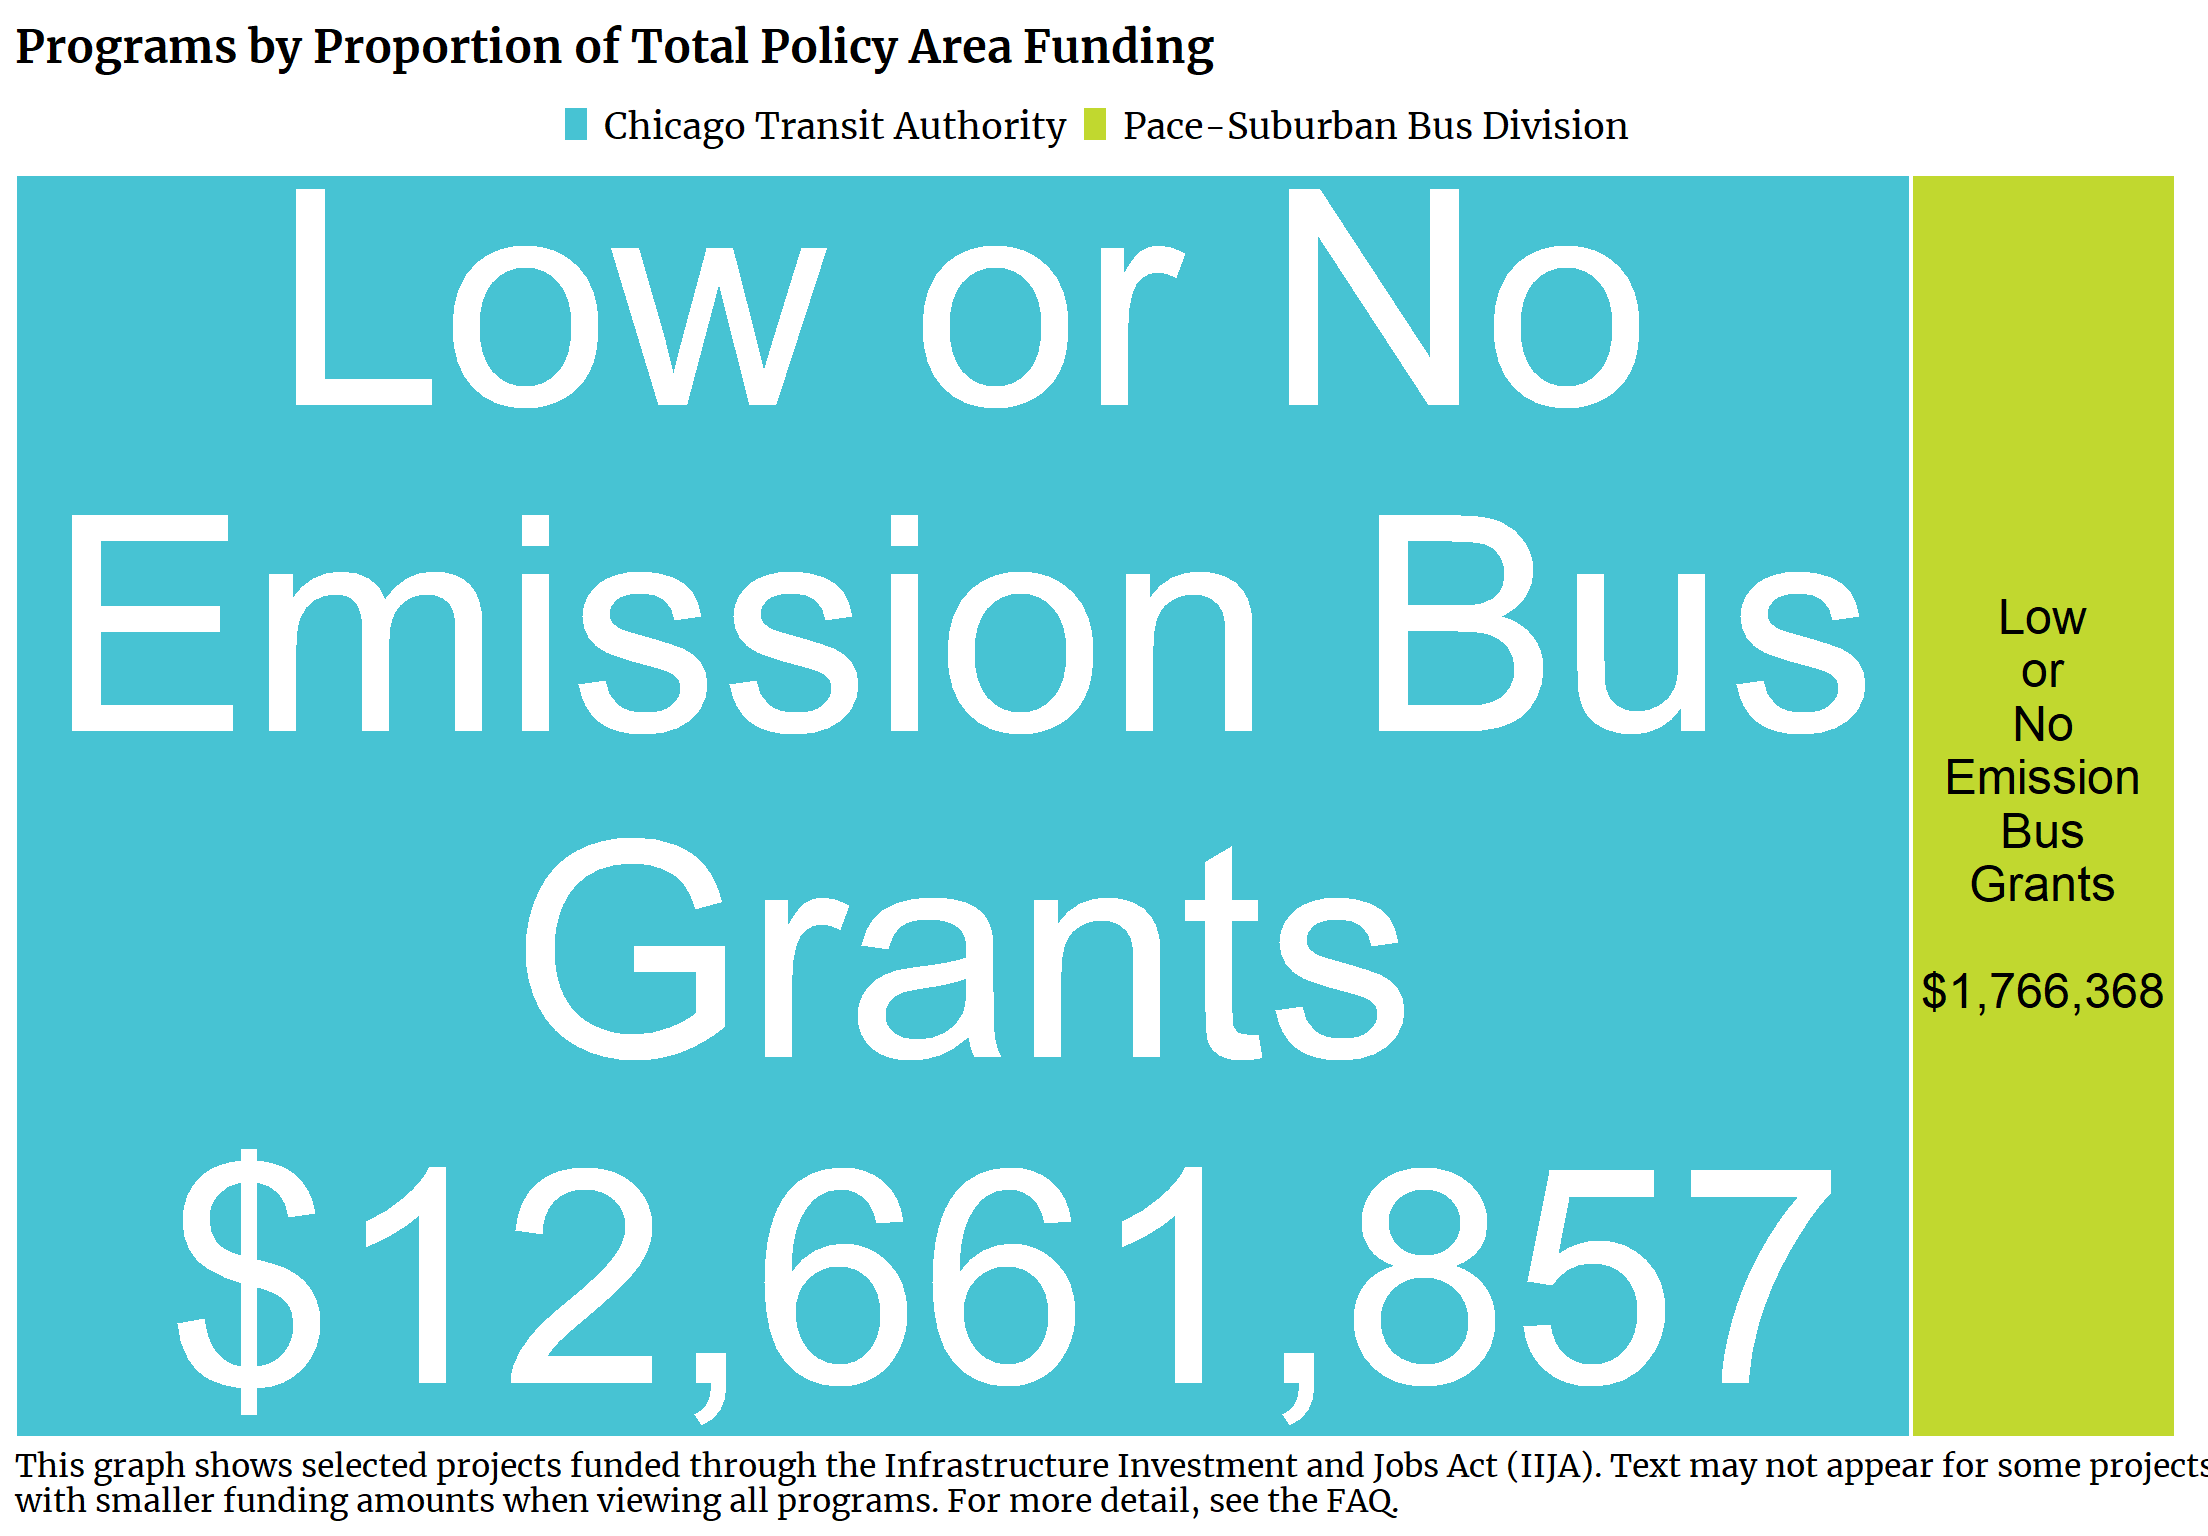 Programs by Proportion of Total Policy Area Funding
Chicago Transit Authority Pace-Suburban Bus Division
Low or No
Emission Bus
Grants
$12,661,857
Low
or
No
Emission
Bus
Grants
$1,766,368
This graph shows selected projects funded through the Infrastructure Investment and Jobs Act (IIJA). Text may not appear for some projects
with smaller funding amounts when viewing all programs. For more detail, see the FAQ.